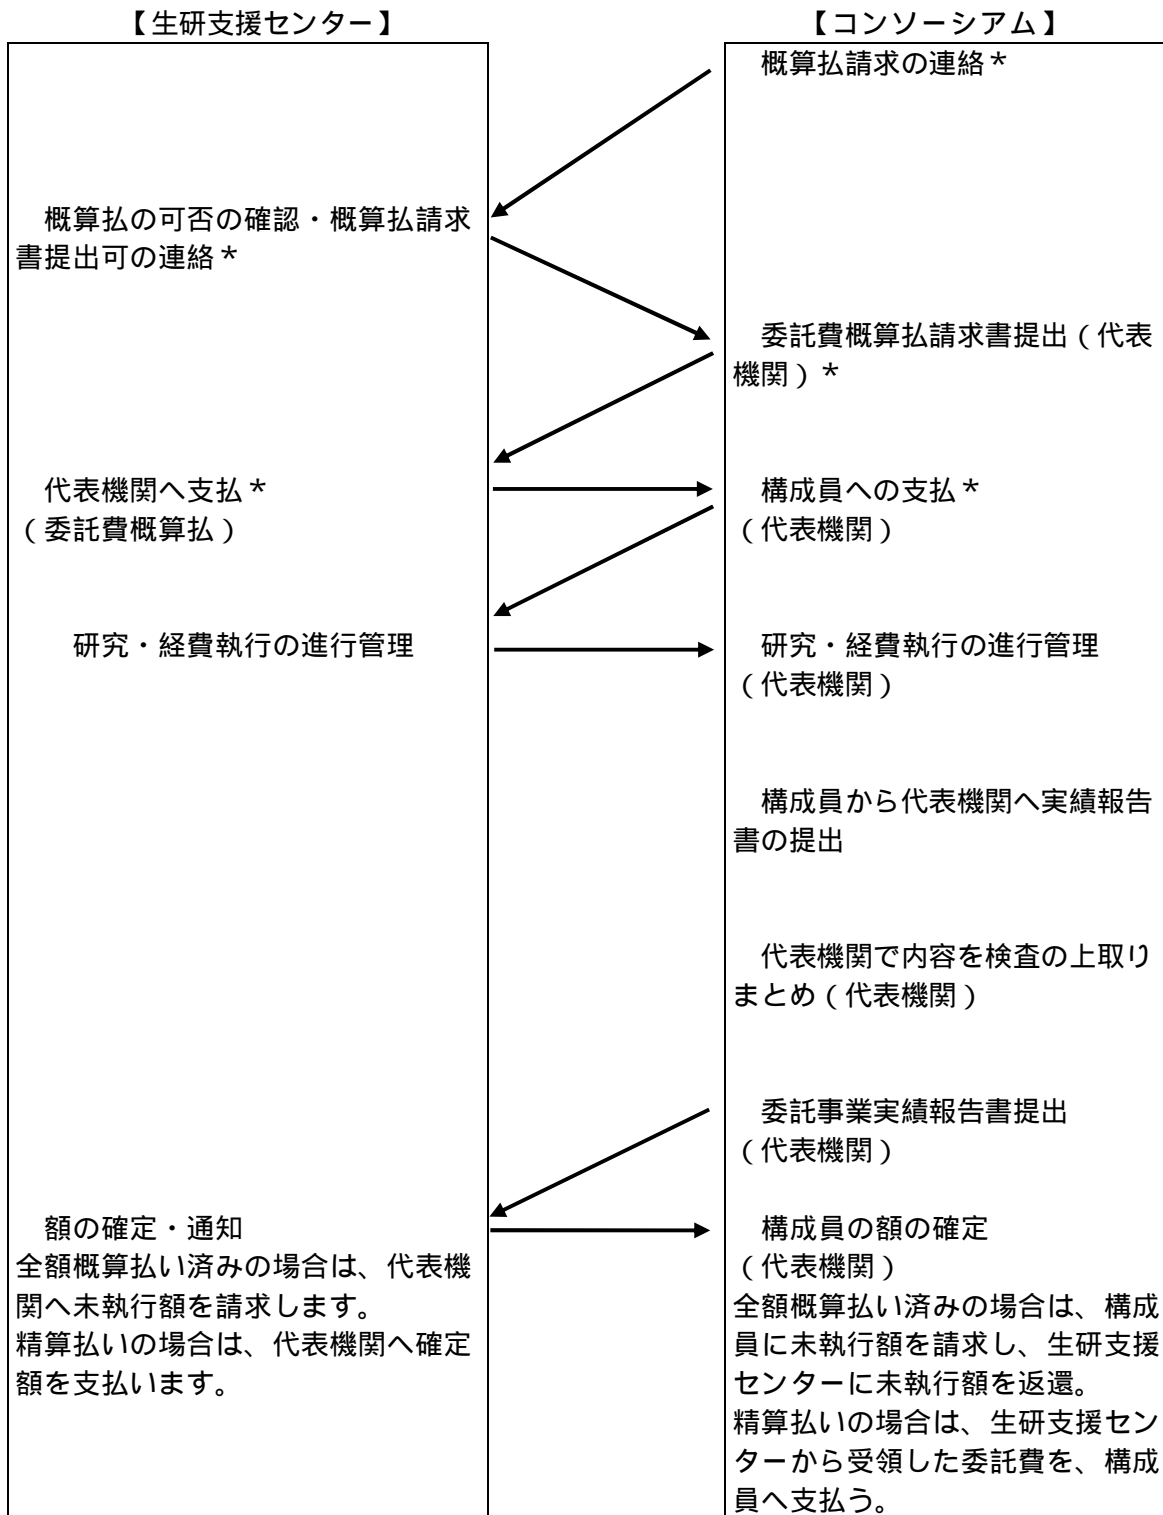 【生研支援センター】
【コンソーシアム】
概算払請求の連絡＊
概算払の可否の確認・概算払請求
書提出可の連絡＊
委託費概算払請求書提出（代表
機関）＊
代表機関へ支払＊
（委託費概算払）
構成員への支払＊
（代表機関）
研究・経費執行の進行管理
研究・経費執行の進行管理
（代表機関）
構成員から代表機関へ実績報告
書の提出
代表機関で内容を検査の上取り
まとめ（代表機関）
委託事業実績報告書提出
（代表機関）
額の確定・通知
全額概算払い済みの場合は、代表機
関へ未執行額を請求します。
精算払いの場合は、代表機関へ確定
額を支払います。
構成員の額の確定
（代表機関）
全額概算払い済みの場合は、構成
員に未執行額を請求し、生研支援
センターに未執行額を返還。
精算払いの場合は、生研支援セン
ターから受領した委託費を、構成
員へ支払う。